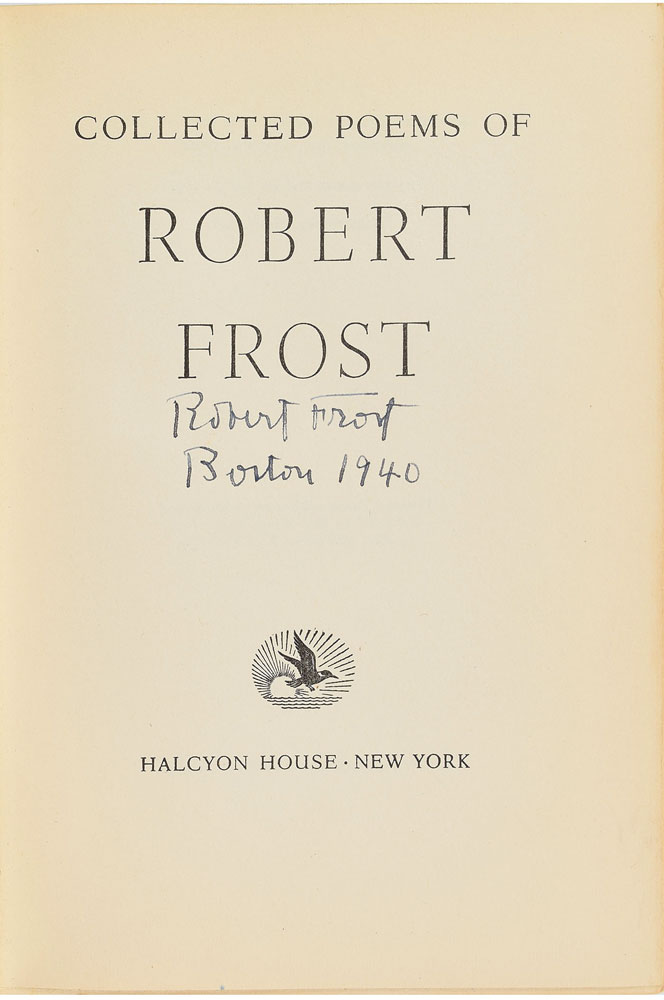 COLLECTED POEMS OF
ROBERT
FROST
Robert Frost
Boston 1940
HALCYON HOUSE · NEW YORK